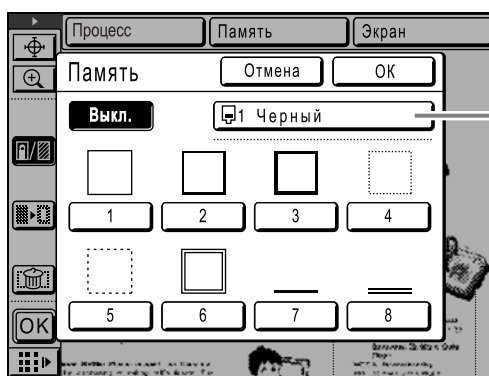 Процесс Память Экран
Память Отмена OK
Выкл. 1 Черный
1 2 3 4
5 6 7 8
OK